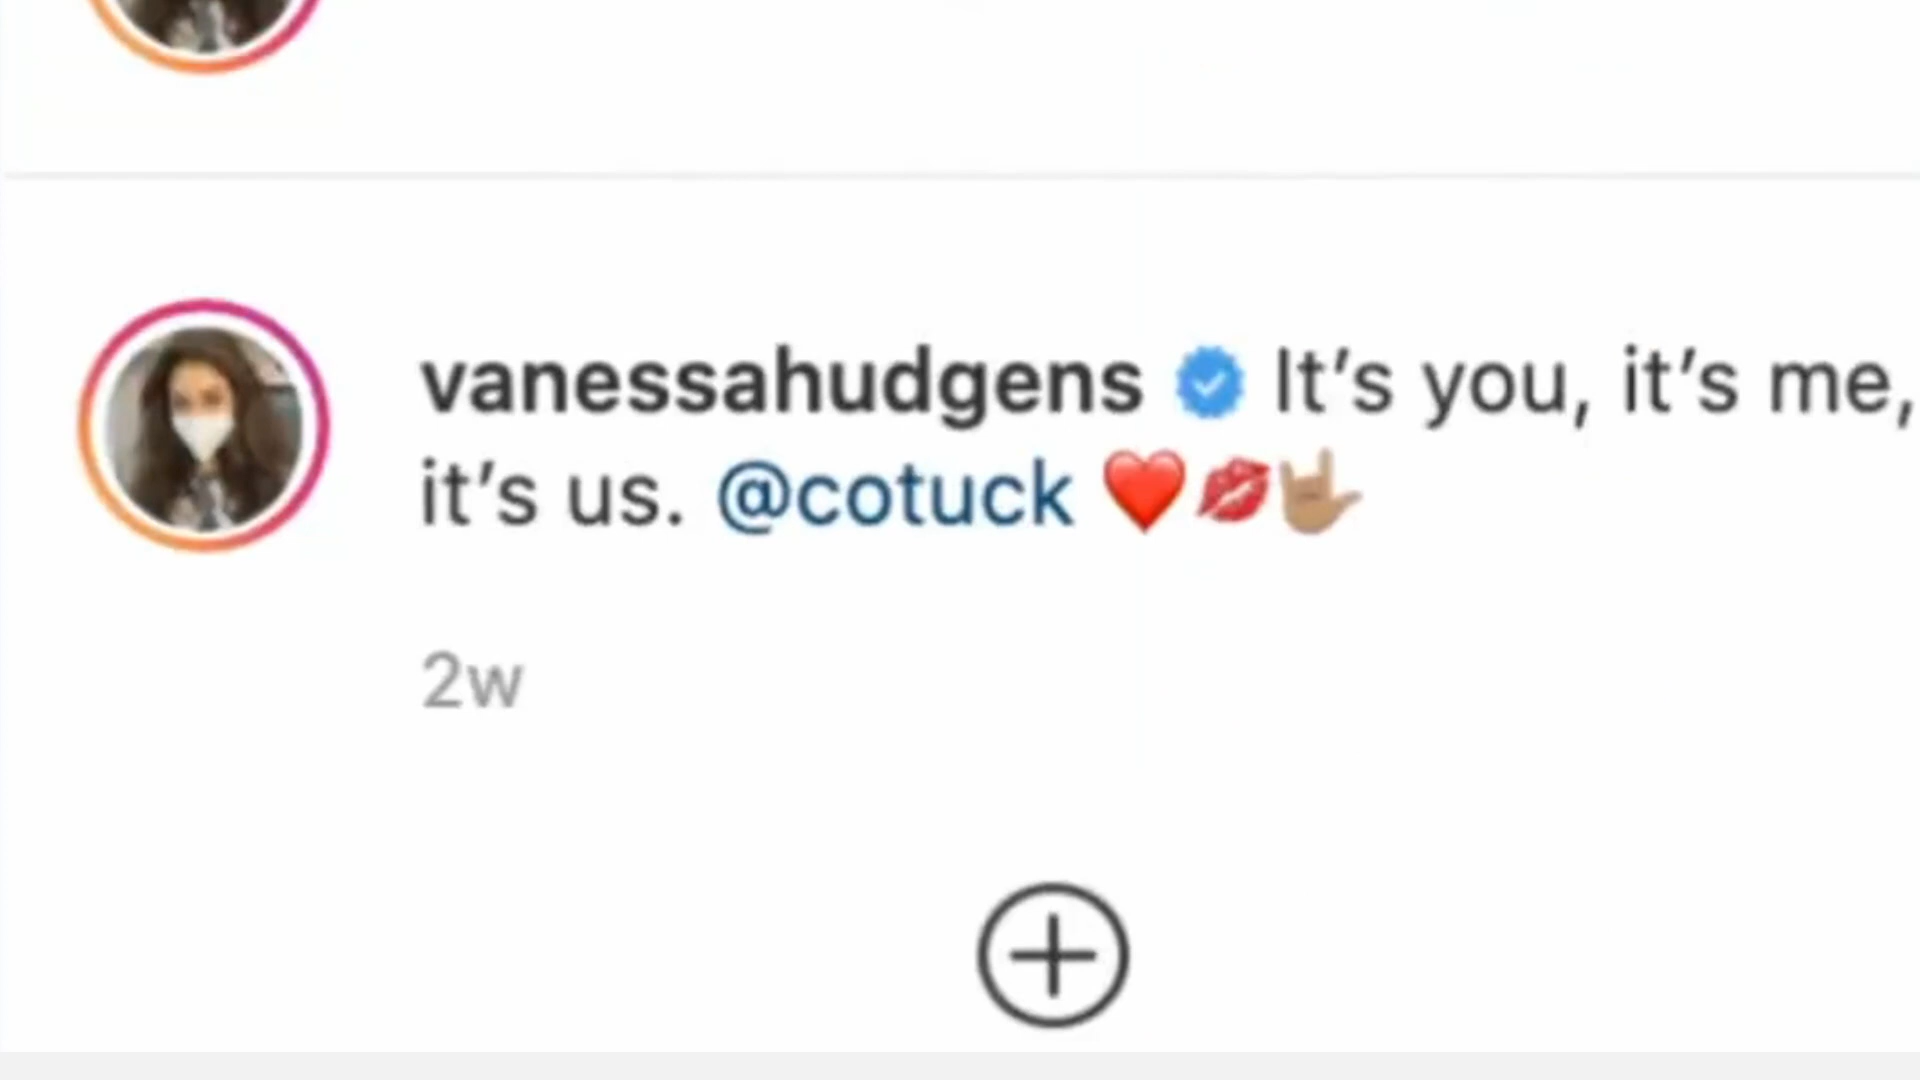 vanessahudgens It’s you, it’s me,
it’s us. @cotuck ❤️💋🤟🏽
2w